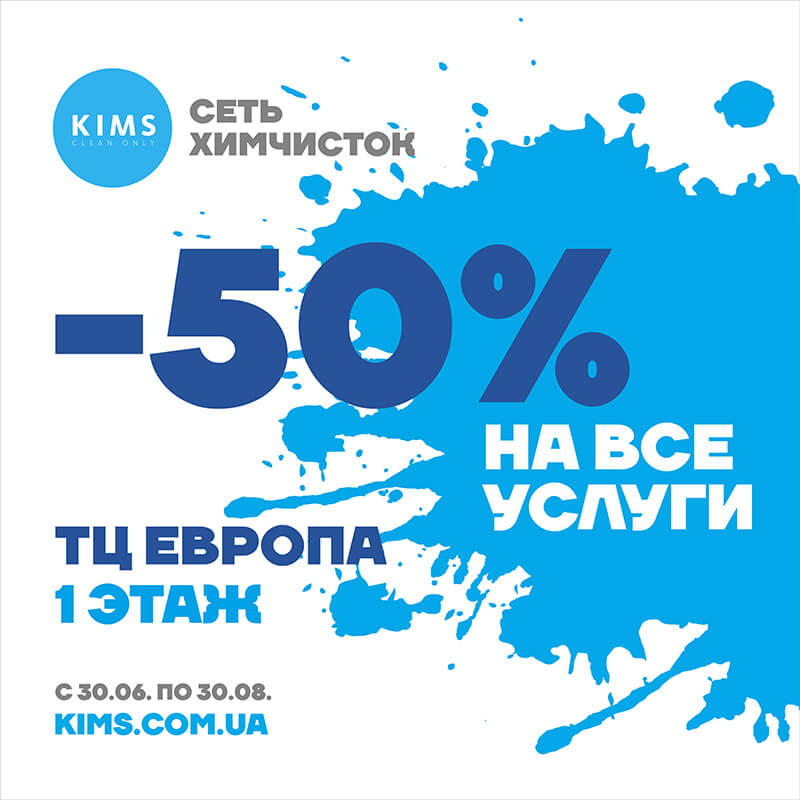 KIMS
CLEAN ONLY
СЕТЬ
ХИМЧИСТОК
-50%
НА ВСЕ
УСЛУГИ
ТЦ ЕВРОПА
1 ЭТАЖ
С 30.06. ПО 30.08.
KIMS.COM.UA